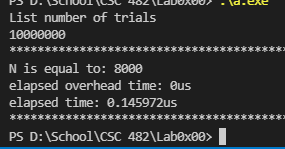 PS D:\School\CSC 482\Lab0x00> .\a.exe
List number of trials
10000000
****************************************
N is equal to: 8000
elapsed overhead time: 0us
elapsed time: 0.145972us
****************************************
PS D:\School\CSC 482\Lab0x00>